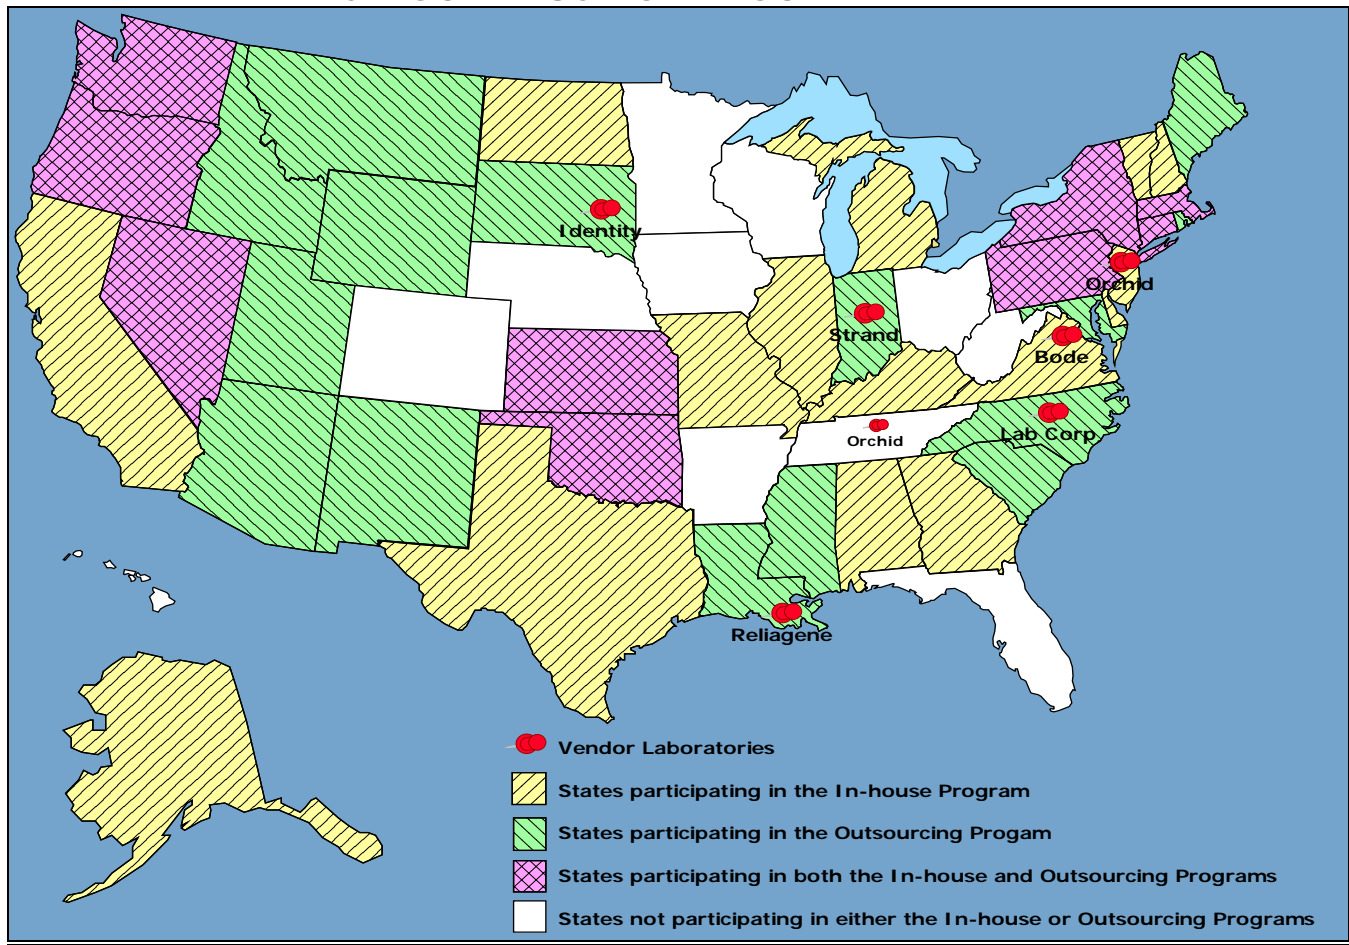 Identity
Orchid
Strand
Bode
Lab Corp
Orchid
Reliagene
Vendor Laboratories
States participating in the In-house Program
States participating in the Outsourcing Progam
States participating in both the In-house and Outsourcing Programs
States not participating in either the In-house or Outsourcing Programs